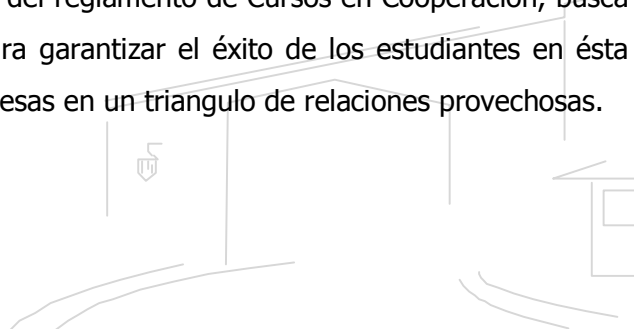 del reglamento de Cursos en Cooperación, busca
ra garantizar el éxito de los estudiantes en ésta
esas en un triangulo de relaciones provechosas.